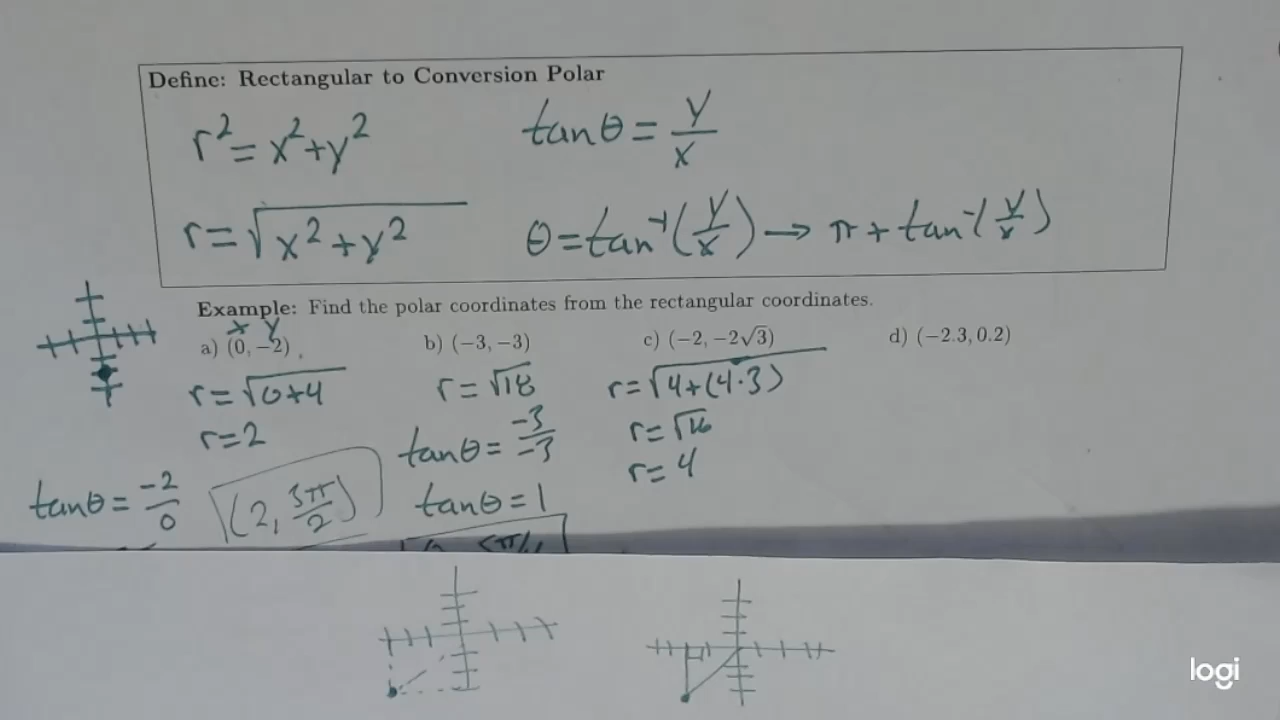 Define: Rectangular to Conversion Polar
r² = x² + y²
tan θ = y/x
r = √(x² + y²)
θ = tan⁻¹(y/x) → π + tan⁻¹(y/x)
Example: Find the polar coordinates from the rectangular coordinates.
x y
a) (0, −2)
b) (−3, −3)
c) (−2, −2√3)
d) (−2.3, 0.2)
r = √(0+4)
r = 2
tan θ = −2/0
(2, 3π/2)
r = √18
tan θ = −3/−3
tan θ = 1
r = √(4+(4·3))
r = √16
r = 4
logi